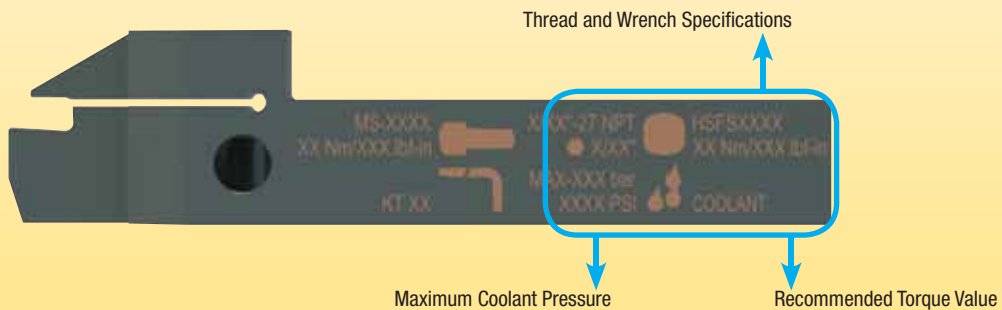 Thread and Wrench Specifications
MS-XXXX
XX Nm/XXX lbf-in
KT XX
X/XX"-27 NPT
X/XX"
HSFSXXXX
XX Nm/XXX lbf-in
MAX-XXX bar
XXXX PSI
COOLANT
Maximum Coolant Pressure
Recommended Torque Value